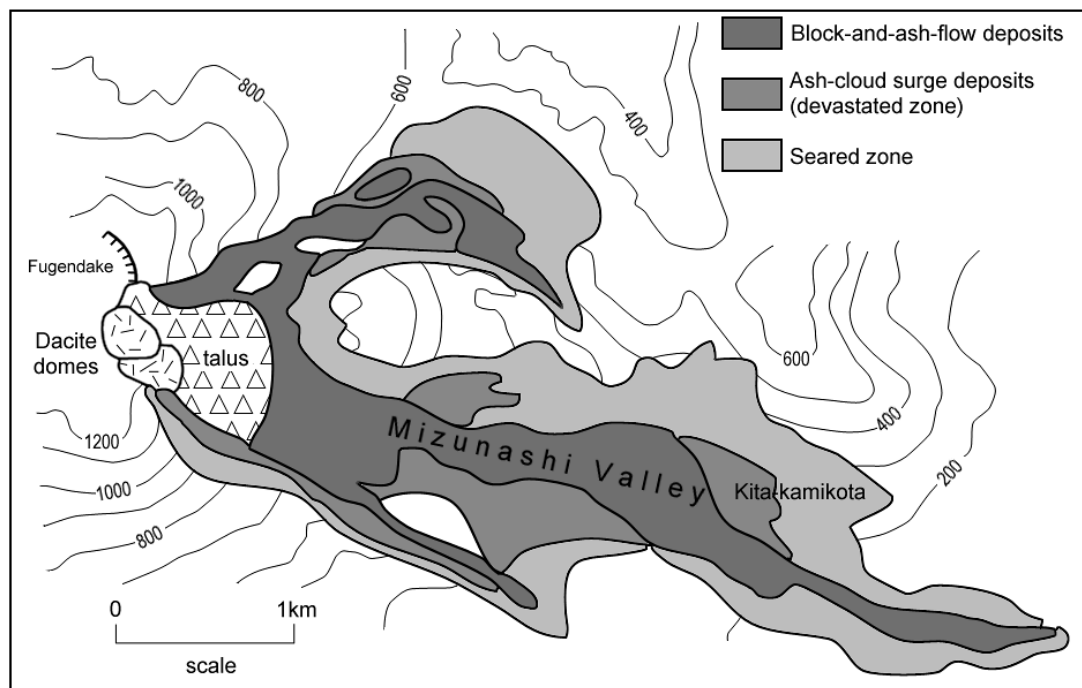 Block-and-ash-flow deposits
Ash-cloud surge deposits
(devastated zone)
Seared zone
800
600
400
1000
Fugendake
Dacite
domes
talus
600
1200
Mizunashi Valley
400
Kita-kamikota
200
1000
800
0 1km
scale